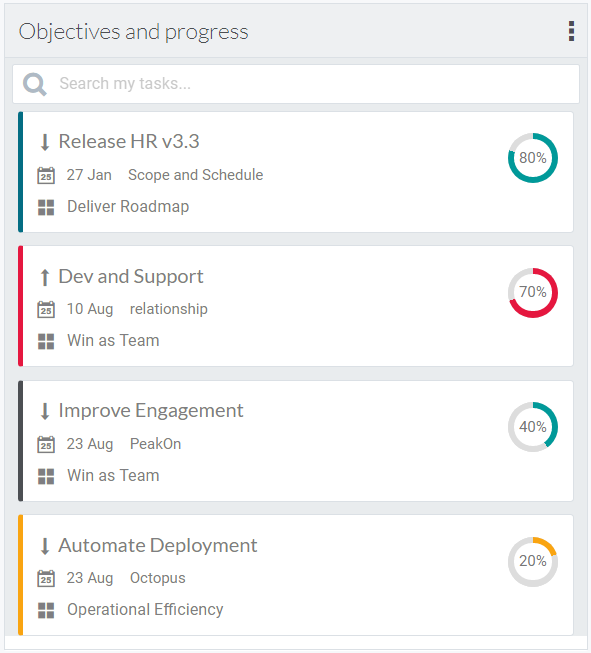 Objectives and progress
Search my tasks...
Release HR v3.3
80%
25 27 Jan Scope and Schedule
Deliver Roadmap
Dev and Support
70%
25 10 Aug relationship
Win as Team
Improve Engagement
40%
25 23 Aug PeakOn
Win as Team
Automate Deployment
20%
25 23 Aug Octopus
Operational Efficiency